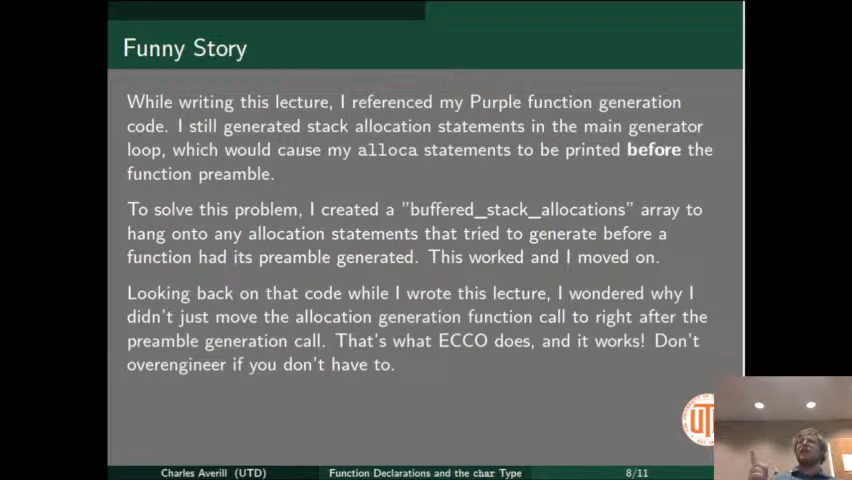 Funny Story
While writing this lecture, I referenced my Purple function generation
code. I still generated stack allocation statements in the main generator
loop, which would cause my alloca statements to be printed before the
function preamble.
To solve this problem, I created a "buffered_stack_allocations" array to
hang onto any allocation statements that tried to generate before a
function had its preamble generated. This worked and I moved on.
Looking back on that code while I wrote this lecture, I wondered why I
didn't just move the allocation generation function call to right after the
preamble generation call. That's what ECCO does, and it works! Don't
overengineer if you don't have to.
Charles Averill (UTD) Function Declarations and the char Type 8/11